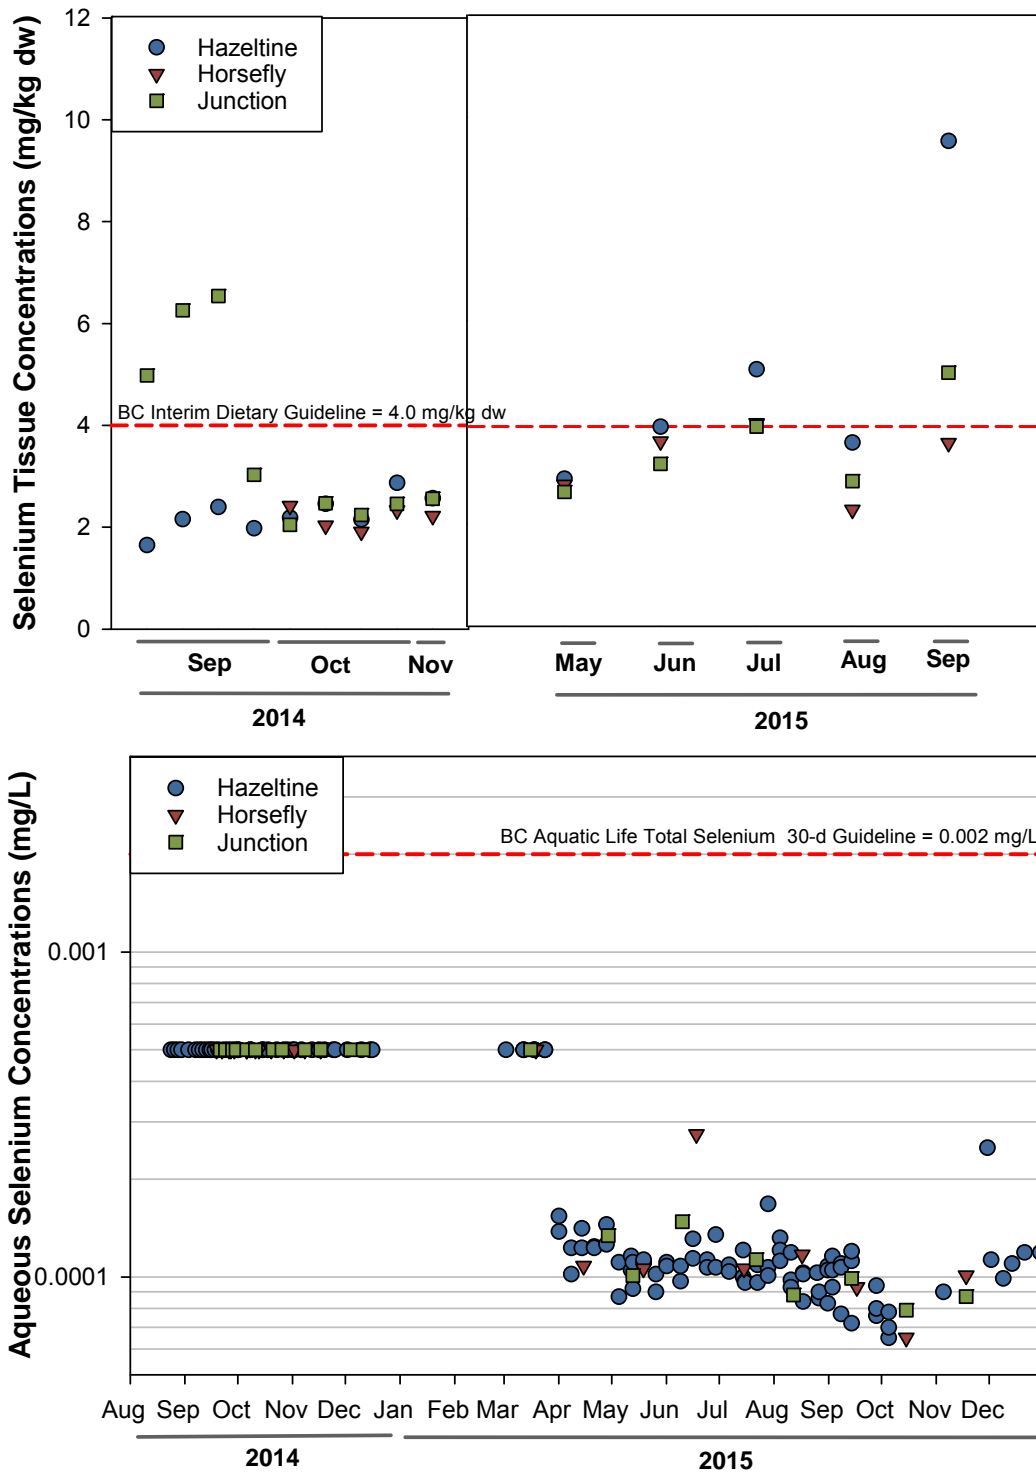 Selenium Tissue Concentrations (mg/kg dw)
12
10
8
6
4
2
0
Hazeltine
Horsefly
Junction
BC Interim Dietary Guideline = 4.0 mg/kg dw
Sep Oct Nov May Jun Jul Aug Sep
2014 2015
Aqueous Selenium Concentrations (mg/L)
Hazeltine
Horsefly
Junction
BC Aquatic Life Total Selenium 30-d Guideline = 0.002 mg/L
0.001
0.0001
Aug Sep Oct Nov Dec Jan Feb Mar Apr May Jun Jul Aug Sep Oct Nov Dec
2014 2015